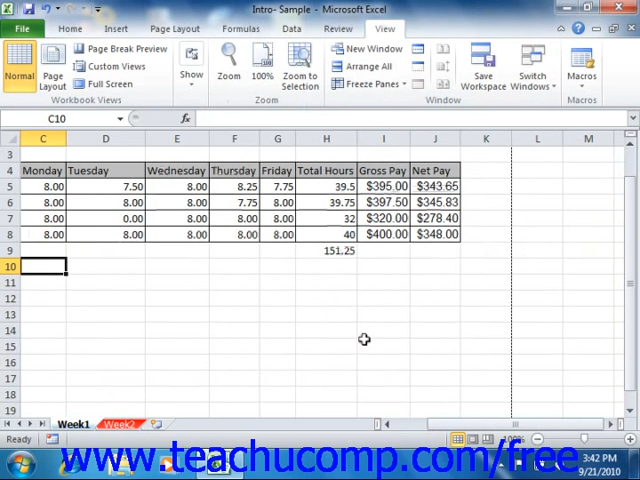 Intro- Sample - Microsoft Excel
File Home Insert Page Layout Formulas Data Review View
Normal
Page Layout
Page Break Preview
Custom Views
Full Screen
Workbook Views
Show
Zoom
100%
Zoom to Selection
Zoom
New Window
Arrange All
Freeze Panes
Window
Save Workspace
Switch Windows
Macros
Macros
C10 fx
C D E F G H I J K L M
3
4 Monday Tuesday Wednesday Thursday Friday Total Hours Gross Pay Net Pay
5 8.00 7.50 8.00 8.25 7.75 39.5 $395.00 $343.65
6 8.00 8.00 8.00 7.75 8.00 39.75 $397.50 $345.83
7 8.00 0.00 8.00 8.00 8.00 32 $320.00 $278.40
8 8.00 8.00 8.00 8.00 8.00 40 $400.00 $348.00
9 151.25
10
11
12
13
14
15
16
17
18
19
Week1 Week2
Ready 100%
www.teachucomp.com/free
3:42 PM
9/21/2010